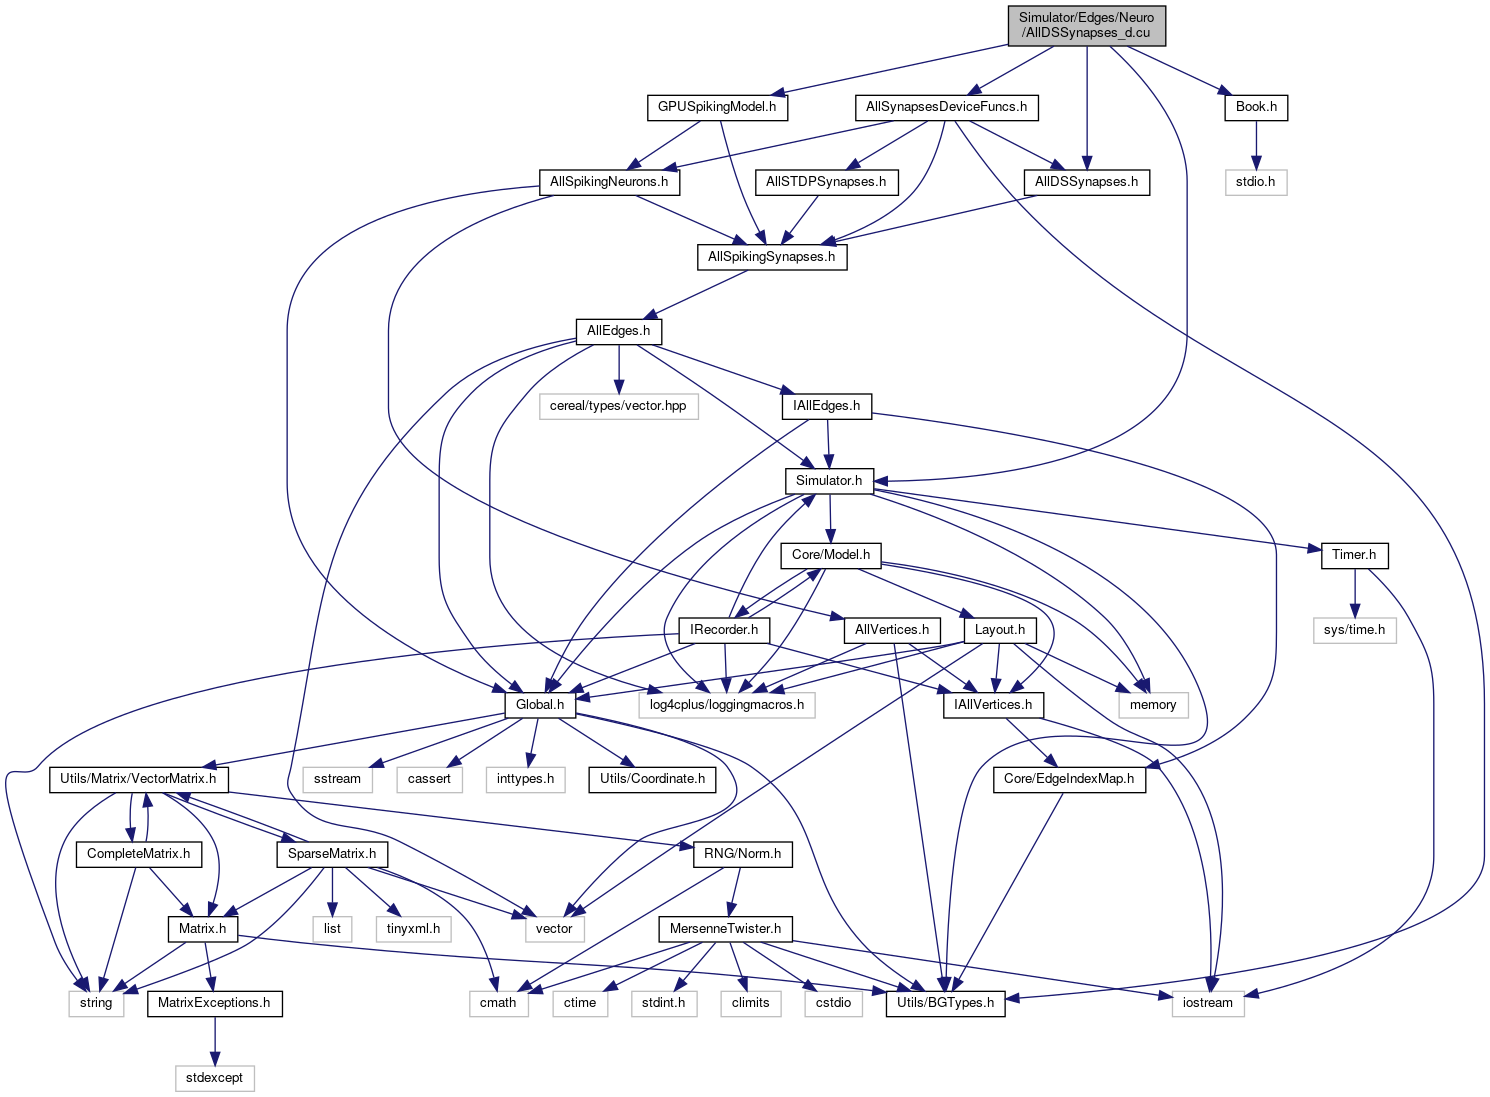 Simulator/Edges/Neuro
/AllDSSynapses_d.cu
GPUSpikingModel.h
AllSynapsesDeviceFuncs.h
Book.h
AllSpikingNeurons.h
AllSTDPSynapses.h
AllDSSynapses.h
stdio.h
AllSpikingSynapses.h
AllEdges.h
cereal/types/vector.hpp
IAllEdges.h
Simulator.h
Core/Model.h
Timer.h
IRecorder.h
AllVertices.h
Layout.h
sys/time.h
Global.h
log4cplus/loggingmacros.h
IAllVertices.h
memory
Utils/Matrix/VectorMatrix.h
sstream
cassert
inttypes.h
Utils/Coordinate.h
Core/EdgeIndexMap.h
CompleteMatrix.h
SparseMatrix.h
RNG/Norm.h
Matrix.h
list
tinyxml.h
vector
MersenneTwister.h
string
MatrixExceptions.h
cmath
ctime
stdint.h
climits
cstdio
Utils/BGTypes.h
iostream
stdexcept